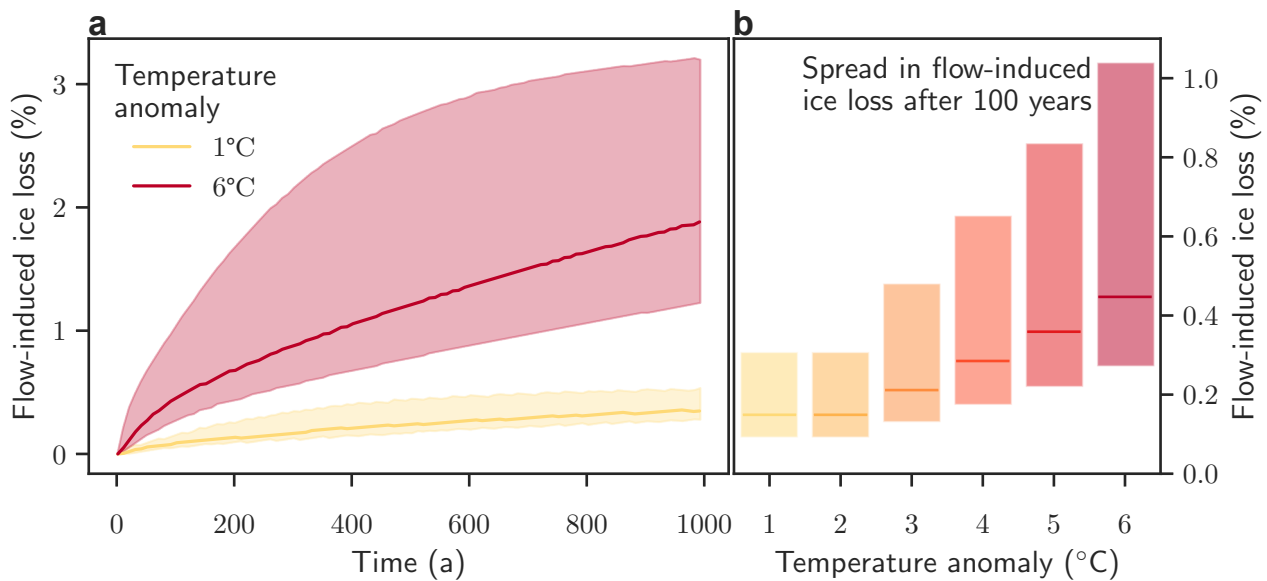 a
Temperature
anomaly
1°C
6°C
Flow-induced ice loss (%)
3
2
1
0
0 200 400 600 800 1000
Time (a)
b
Spread in flow-induced
ice loss after 100 years
1.0
0.8
0.6
0.4
0.2
0.0
Flow-induced ice loss (%)
1 2 3 4 5 6
Temperature anomaly (°C)